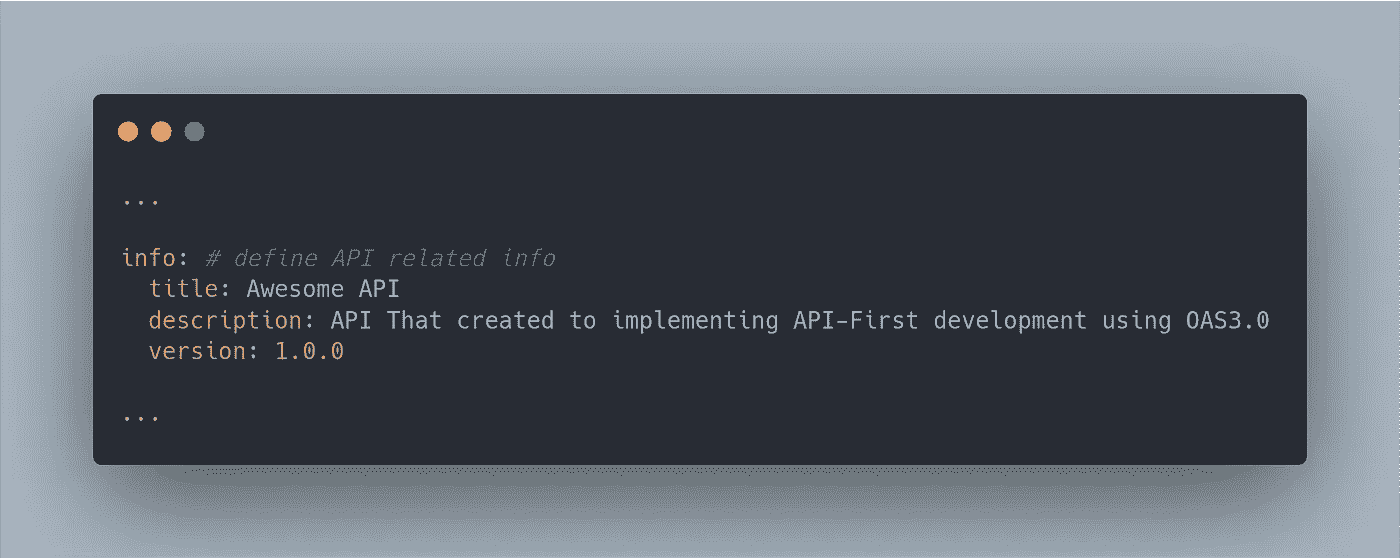 ...
info: # define API related info
title: Awesome API
description: API That created to implementing API-First development using OAS3.0
version: 1.0.0
...